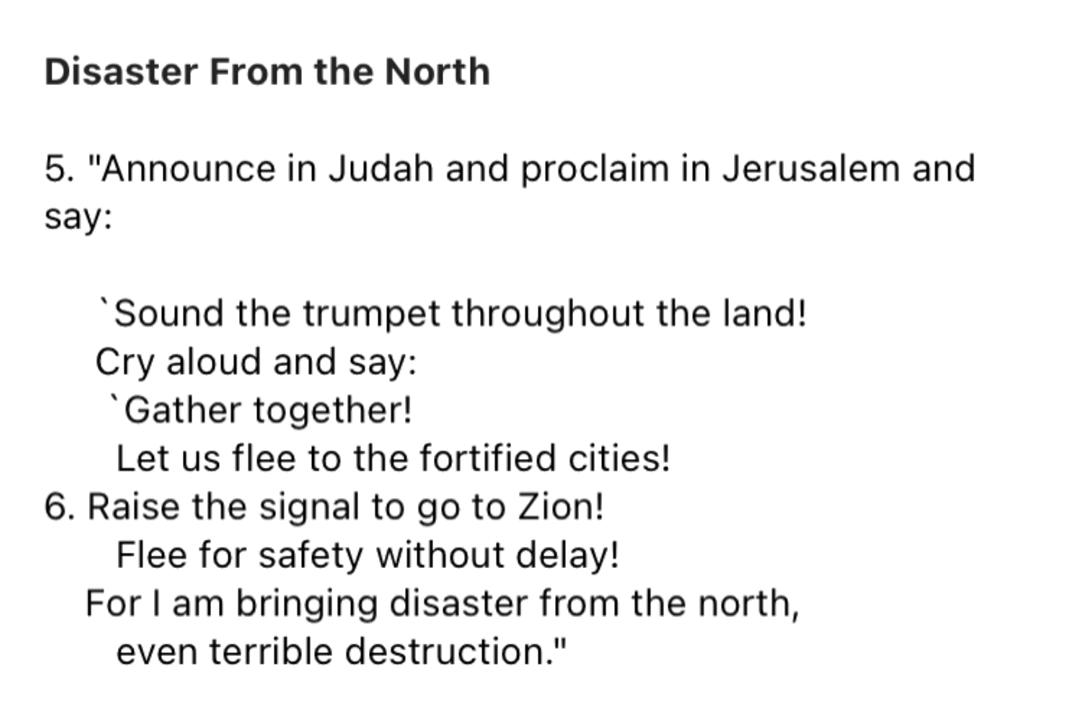 Disaster From the North
5. "Announce in Judah and proclaim in Jerusalem and
say:
`Sound the trumpet throughout the land!
Cry aloud and say:
`Gather together!
Let us flee to the fortified cities!
6. Raise the signal to go to Zion!
Flee for safety without delay!
For I am bringing disaster from the north,
even terrible destruction."